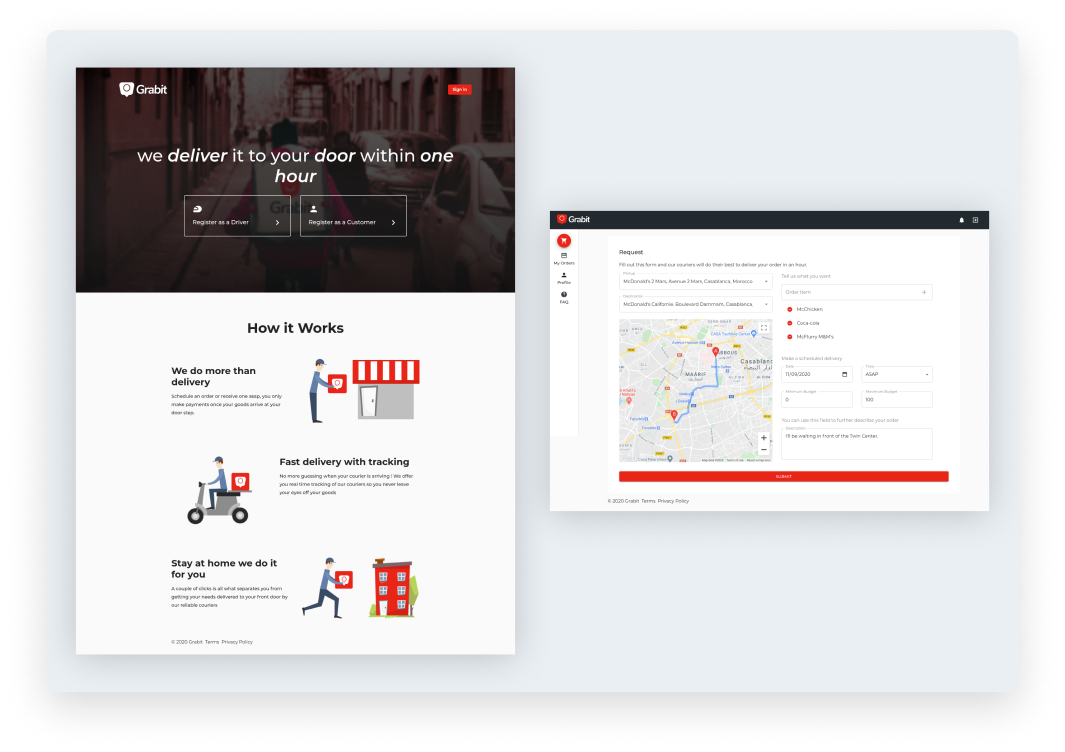 Grabit
Sign in
we deliver it to your door within one
hour
Register as a Driver
Register as a Customer
How it Works
We do more than
delivery
Schedule an order or receive one asap, you only
make payments once your goods arrive at your
door step.
Fast delivery with tracking
No more guessing when your courier is arriving ! We offer
you real time tracking of our couriers so you never leave
your eyes off your goods
Stay at home we do it
for you
A couple of clicks is all what separates you from
getting your needs delivered to your front door by
our reliable couriers
© 2020 Grabit Terms Privacy Policy
Grabit
My Orders
Profile
FAQ
Request
Fill out this form and our couriers will do their best to deliver your order in an hour.
Pickup
McDonald's 2 Mars, Avenue 2 Mars, Casablanca, Morocco
Destination
McDonald's Californie, Boulevard Dammam, Casablanca,
CASA Twin
MAARIF
Casablanc
الدار البيضاء
Tell us what you want
Order Item
McChicken
Coca-cola
McFlurry M&M's
Make a scheduled delivery
Date
11/09/2020
Time
ASAP
Minimum Budget
0
Maximum Budget
100
You can use this field to further describe your order
Description
I'll be waiting in front of the Twin Center.
SUBMIT
© 2020 Grabit Terms Privacy Policy